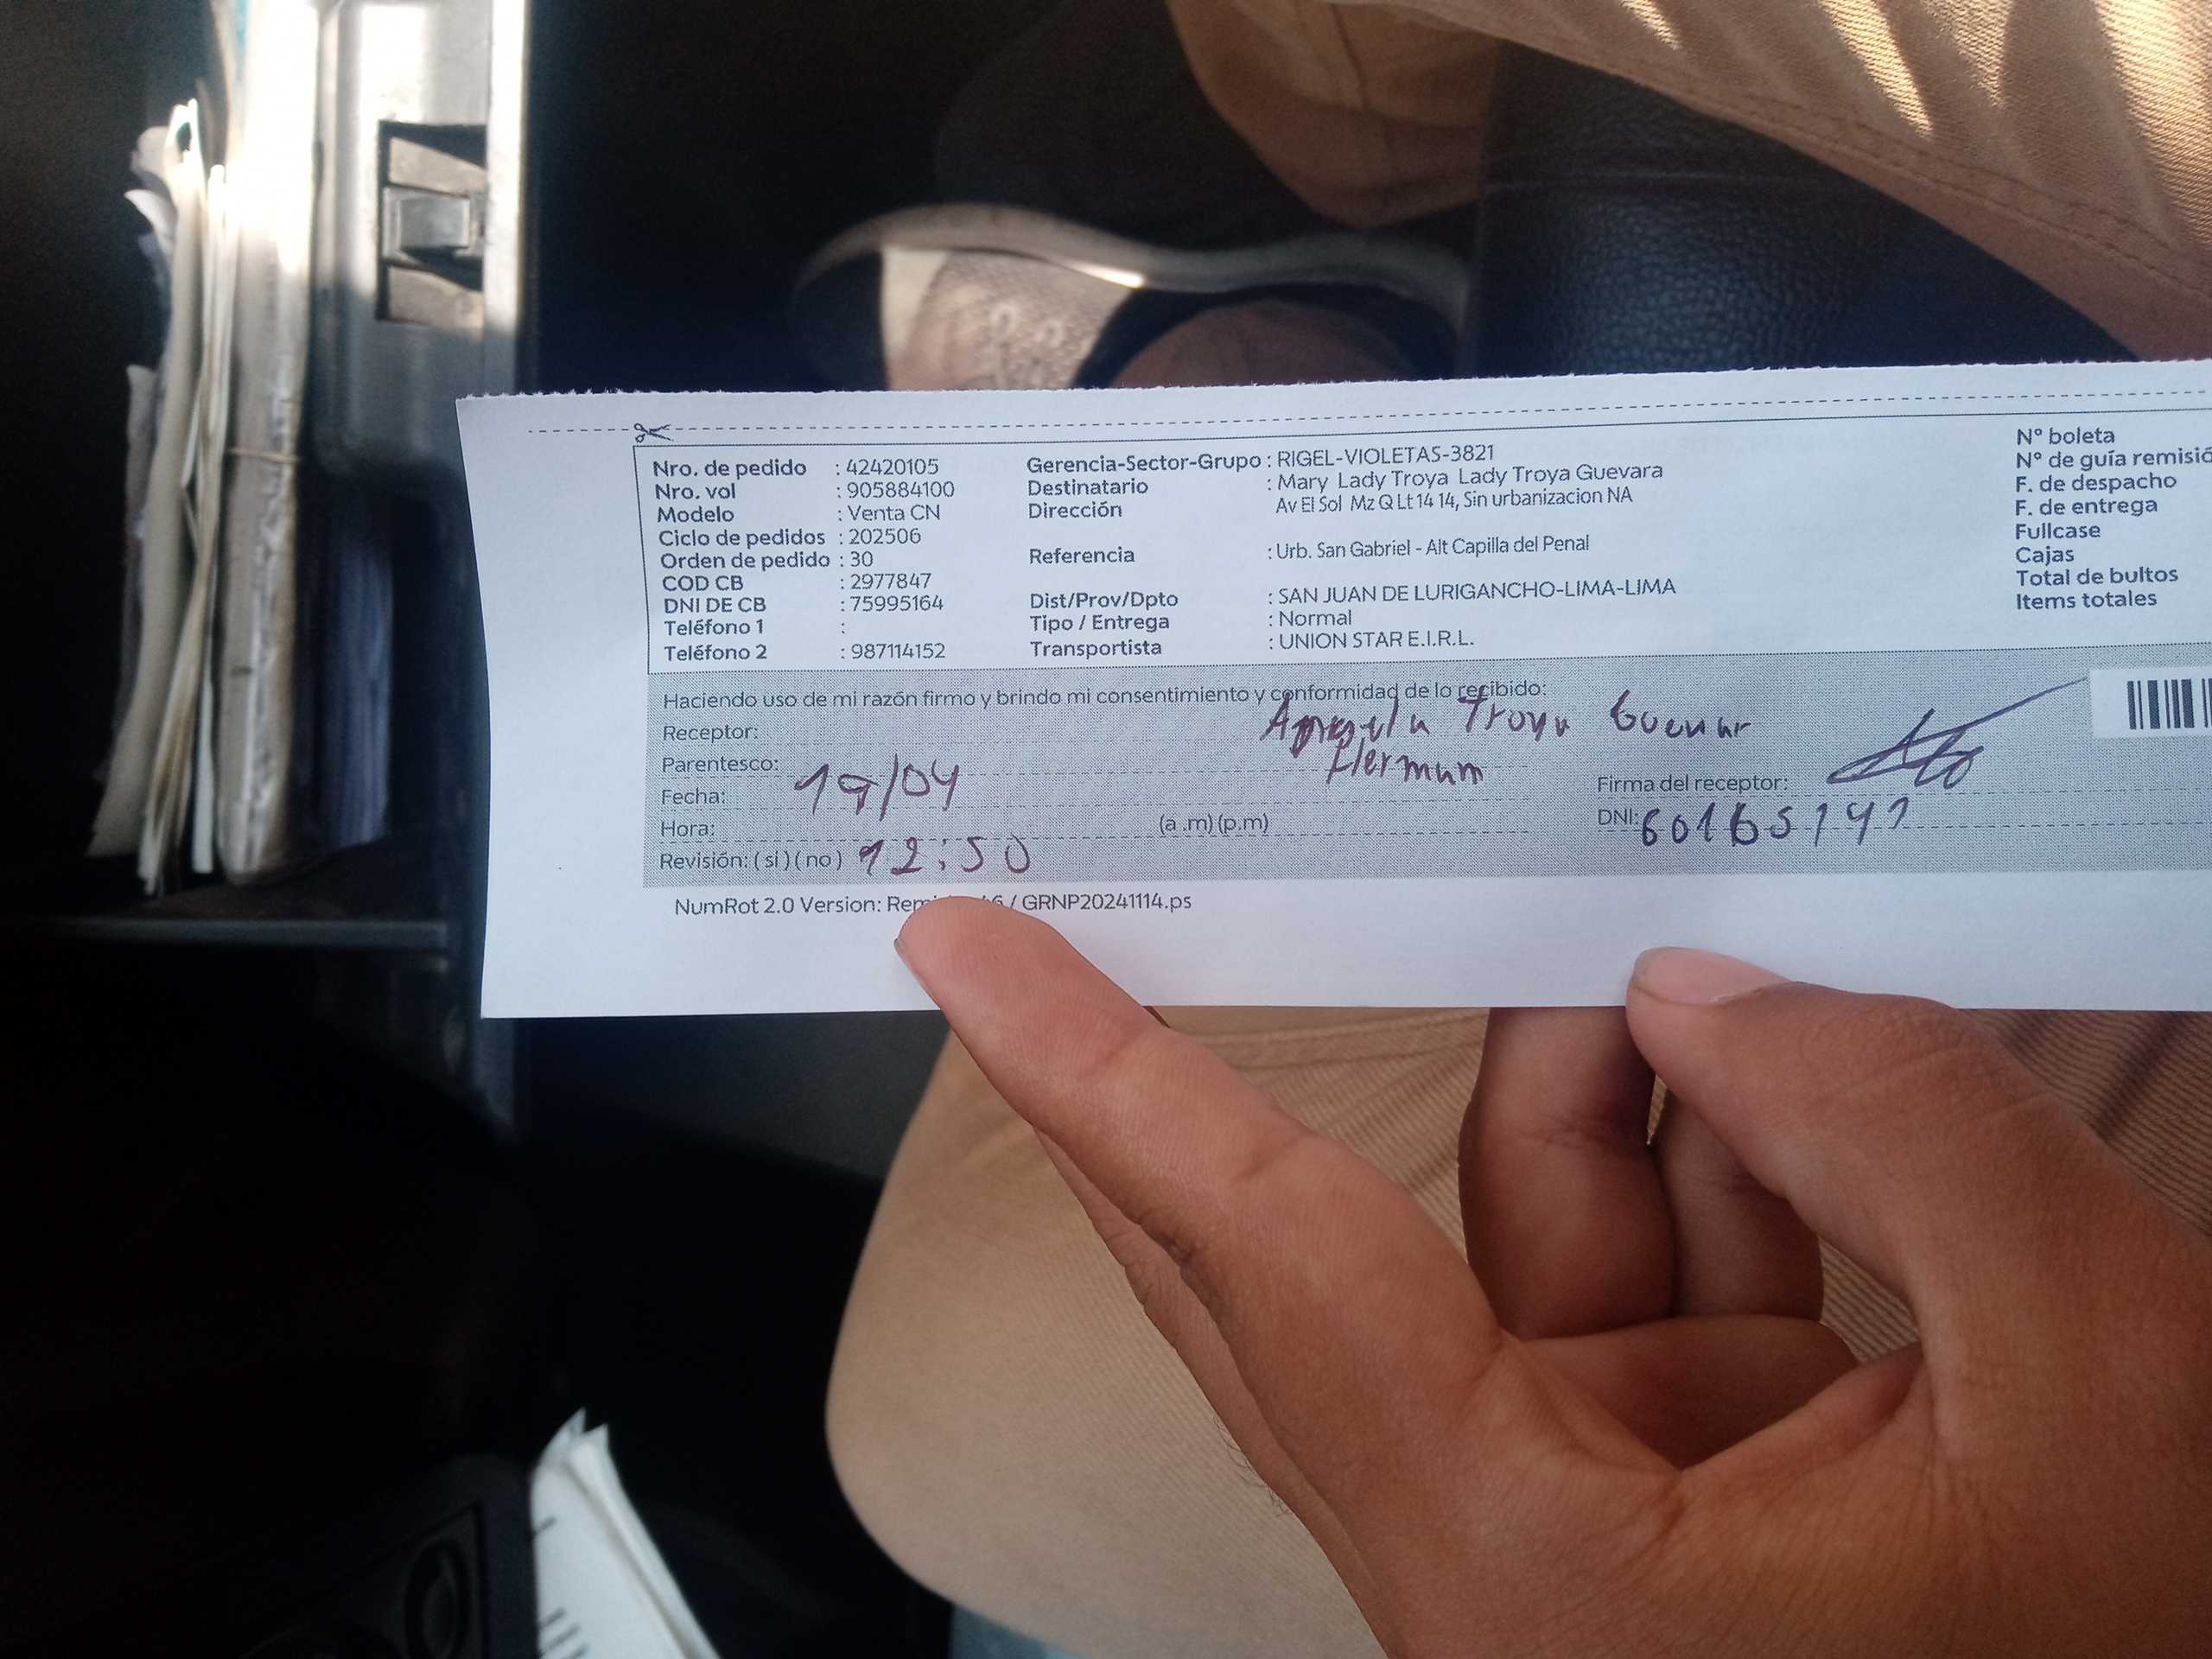 Nro. de pedido : 42420105
Nro. vol : 905884100
Modelo : Venta CN
Ciclo de pedidos : 202506
Orden de pedido : 30
COD CB : 2977847
DNI DE CB : 75995164
Teléfono 1 :
Teléfono 2 : 987114152
Gerencia-Sector-Grupo : RIGEL-VIOLETAS-3821
Destinatario : Mary Lady Troya Lady Troya Guevara
Dirección Av El Sol Mz Q Lt 14 14, Sin urbanizacion NA
Referencia : Urb. San Gabriel - Alt Capilla del Penal
Dist/Prov/Dpto : SAN JUAN DE LURIGANCHO-LIMA-LIMA
Tipo / Entrega : Normal
Transportista : UNION STAR E.I.R.L.
N° boleta
N° de guía remisió
F. de despacho
F. de entrega
Fullcase
Cajas
Total de bultos
Items totales
Haciendo uso de mi razón firmo y brindo mi consentimiento y conformidad de lo recibido:
Receptor: Troya
Parentesco:
Fecha: 19/04
Hora: (a .m) (p.m)
Revisión: ( si ) ( no ) 12:50
Firma del receptor:
DNI:
NumRot 2.0 Version: / GRNP20241114.ps